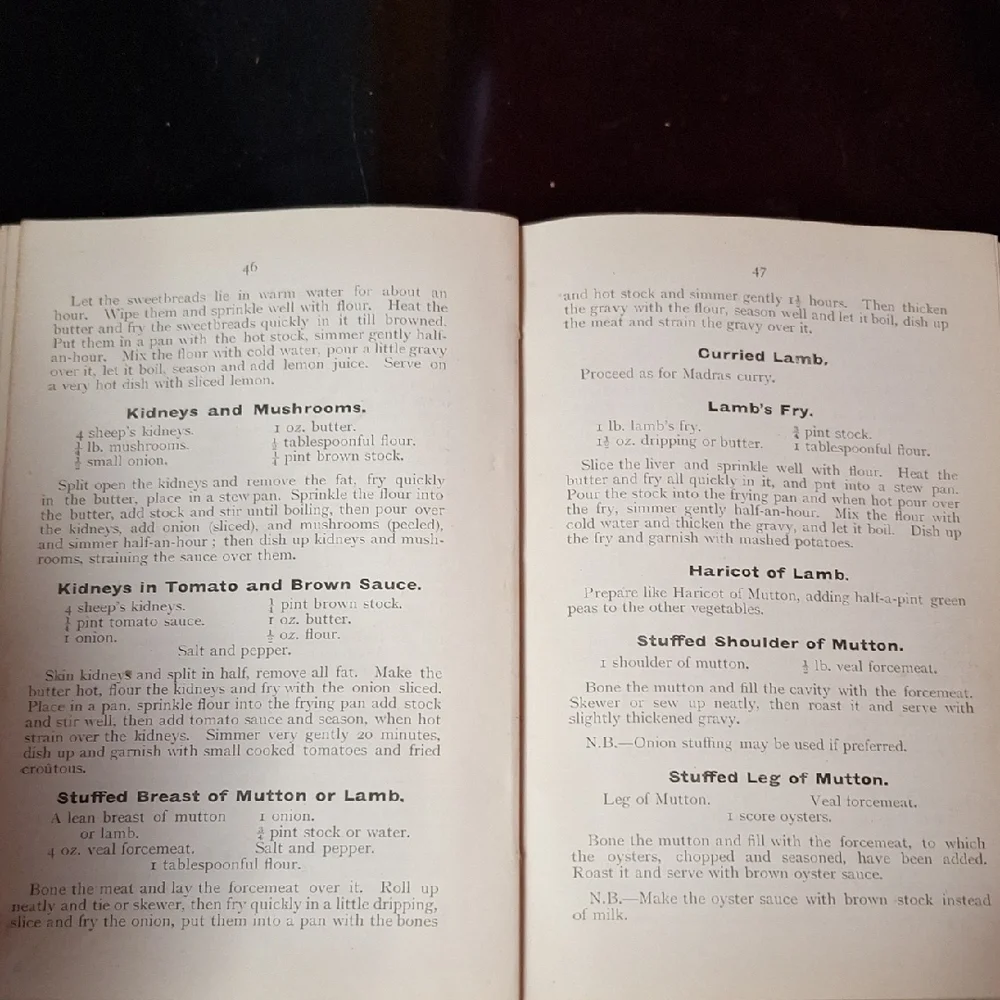 46
Let the sweetbreads lie in warm water for about an
hour. Wipe them and sprinkle well with flour. Heat the
butter and fry the sweetbreads quickly in it till browned.
Put them in a pan with the hot stock, simmer gently half-
an-hour. Mix the flour with cold water, pour a little gravy
over it, let it boil, season and add lemon juice. Serve on
a very hot dish with sliced lemon.
Kidneys and Mushrooms.
4 sheep's kidneys. 1 oz. butter.
¼ lb. mushrooms. ½ tablespoonful flour.
½ small onion. ¼ pint brown stock.
Split open the kidneys and remove the fat, fry quickly
in the butter, place in a stew pan. Sprinkle the flour into
the butter, add stock and stir until boiling, then pour over
the kidneys, add onion (sliced), and mushrooms (peeled),
and simmer half-an-hour; then dish up kidneys and mush-
rooms, straining the sauce over them.
Kidneys in Tomato and Brown Sauce.
4 sheep's kidneys. ¼ pint brown stock.
¼ pint tomato sauce. 1 oz. butter.
1 onion. ½ oz. flour.
Salt and pepper.
Skin kidneys and split in half, remove all fat. Make the
butter hot, flour the kidneys and fry with the onion sliced.
Place in a pan, sprinkle flour into the frying pan add stock
and stir well, then add tomato sauce and season, when hot
strain over the kidneys. Simmer very gently 20 minutes,
dish up and garnish with small cooked tomatoes and fried
croûtous.
Stuffed Breast of Mutton or Lamb.
A lean breast of mutton 1 onion.
or lamb. ¾ pint stock or water.
4 oz. veal forcemeat. Salt and pepper.
1 tablespoonful flour.
Bone the meat and lay the forcemeat over it. Roll up
neatly and tie or skewer, then fry quickly in a little dripping,
slice and fry the onion, put them into a pan with the bones
47
and hot stock and simmer gently 1½ hours. Then thicken
the gravy with the flour, season well and let it boil, dish up
the meat and strain the gravy over it.
Curried Lamb.
Proceed as for Madras curry.
Lamb's Fry.
1 lb. lamb's fry. ¾ pint stock.
1½ oz. dripping or butter. 1 tablespoonful flour.
Slice the liver and sprinkle well with flour. Heat the
butter and fry all quickly in it, and put into a stew pan.
Pour the stock into the frying pan and when hot pour over
the fry, simmer gently half-an-hour. Mix the flour with
cold water and thicken the gravy, and let it boil. Dish up
the fry and garnish with mashed potatoes.
Haricot of Lamb.
Prepare like Haricot of Mutton, adding half-a-pint green
peas to the other vegetables.
Stuffed Shoulder of Mutton.
1 shoulder of mutton. ½ lb. veal forcemeat.
Bone the mutton and fill the cavity with the forcemeat.
Skewer or sew up neatly, then roast it and serve with
slightly thickened gravy.
N.B.—Onion stuffing may be used if preferred.
Stuffed Leg of Mutton.
Leg of Mutton. Veal forcemeat.
1 score oysters.
Bone the mutton and fill with the forcemeat, to which
the oysters, chopped and seasoned, have been added.
Roast it and serve with brown oyster sauce.
N.B.—Make the oyster sauce with brown stock instead
of milk.